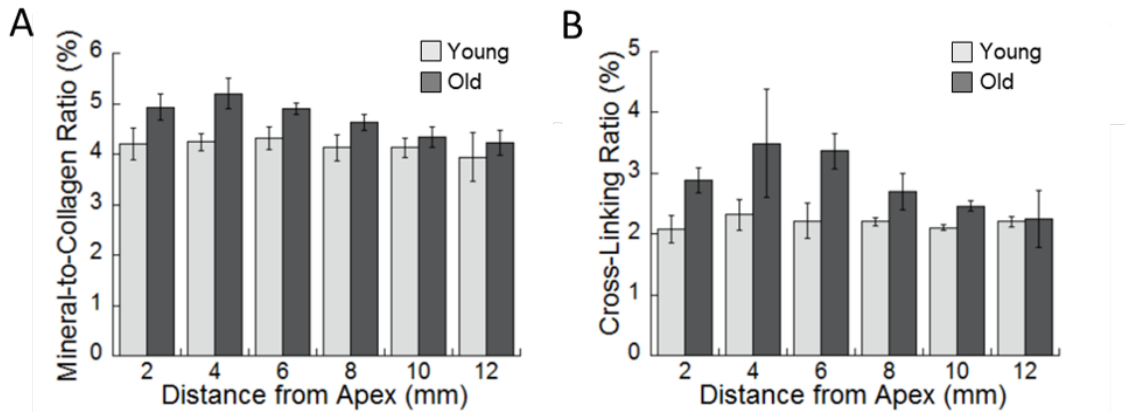 A
Mineral-to-Collagen Ratio (%)
6
5
4
3
2
1
0
Young
Old
2 4 6 8 10 12
Distance from Apex (mm)
B
Cross-Linking Ratio (%)
5
4
3
2
1
0
Young
Old
2 4 6 8 10 12
Distance from Apex (mm)